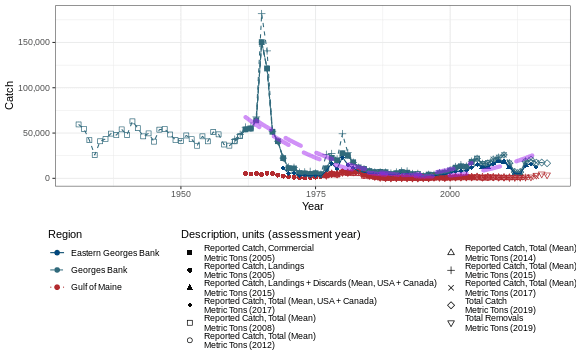 150,000
100,000
50,000
0
Catch
1950
1975
2000
Year
Region
Eastern Georges Bank
Georges Bank
Gulf of Maine
Description, units (assessment year)
Reported Catch, Commercial
Metric Tons (2005)
Reported Catch, Landings
Metric Tons (2005)
Reported Catch, Landings + Discards (Mean, USA + Canada)
Metric Tons (2015)
Reported Catch, Total (Mean, USA + Canada)
Metric Tons (2017)
Reported Catch, Total (Mean)
Metric Tons (2008)
Reported Catch, Total (Mean)
Metric Tons (2012)
Reported Catch, Total (Mean)
Metric Tons (2014)
Reported Catch, Total (Mean)
Metric Tons (2015)
Reported Catch, Total (Mean)
Metric Tons (2017)
Total Catch
Metric Tons (2019)
Total Removals
Metric Tons (2019)